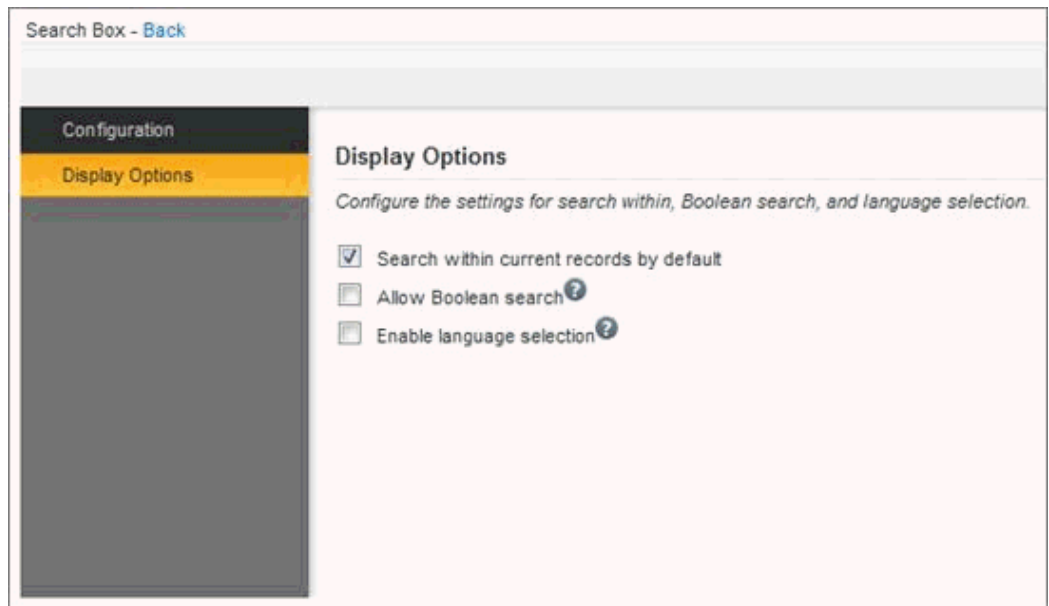 Search Box - Back
Configuration
Display Options
Display Options
Configure the settings for search within, Boolean search, and language selection.
Search within current records by default
Allow Boolean search?
Enable language selection?